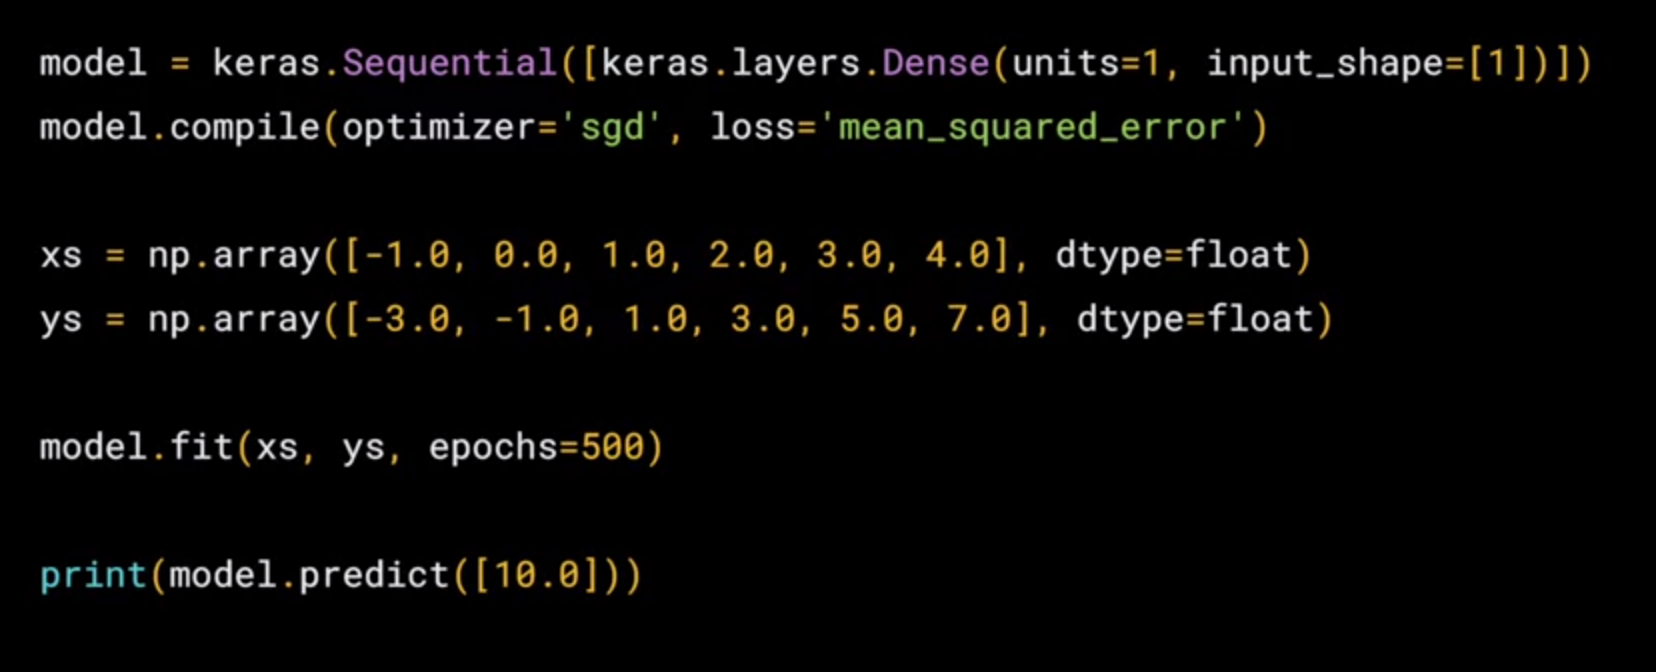 model = keras.Sequential([keras.layers.Dense(units=1, input_shape=[1])])
model.compile(optimizer='sgd', loss='mean_squared_error')
xs = np.array([-1.0, 0.0, 1.0, 2.0, 3.0, 4.0], dtype=float)
ys = np.array([-3.0, -1.0, 1.0, 3.0, 5.0, 7.0], dtype=float)
model.fit(xs, ys, epochs=500)
print(model.predict([10.0]))